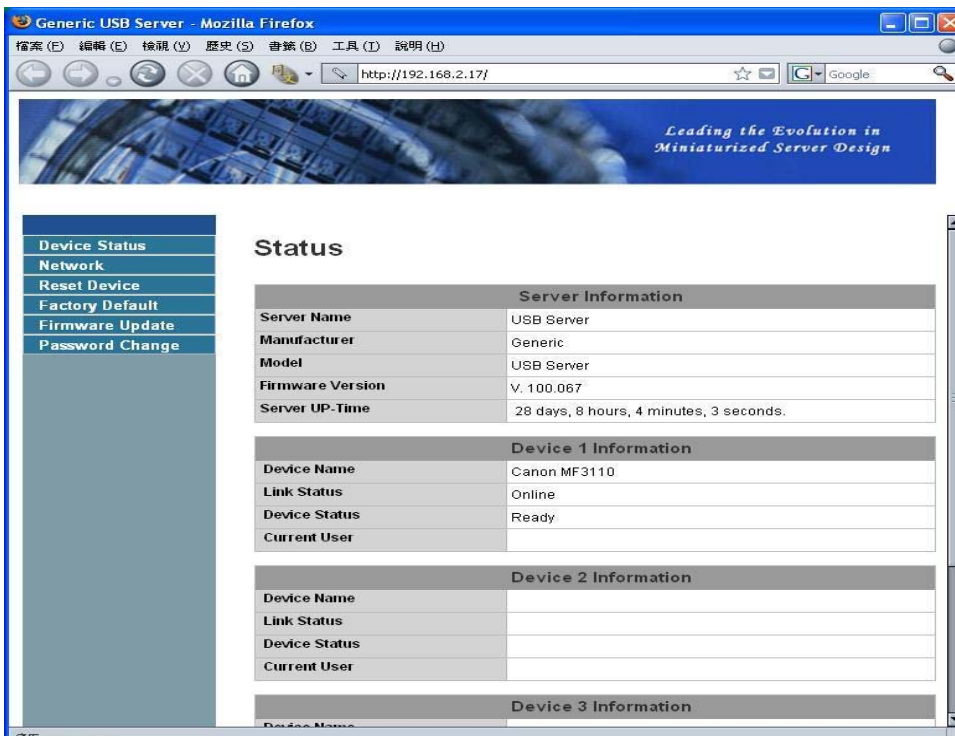 Generic USB Server - Mozilla Firefox
檔案(F) 編輯(E) 檢視(V) 歷史(S) 書籤(B) 工具(T) 說明(H)
http://192.168.2.17/ G Google
Leading the Evolution in
Miniaturized Server Design
Device Status
Network
Reset Device
Factory Default
Firmware Update
Password Change
Status
Server Information
Server Name USB Server
Manufacturer Generic
Model USB Server
Firmware Version V. 100.067
Server UP-Time 28 days, 8 hours, 4 minutes, 3 seconds.
Device 1 Information
Device Name Canon MF3110
Link Status Online
Device Status Ready
Current User
Device 2 Information
Device Name
Link Status
Device Status
Current User
Device 3 Information
Device Name